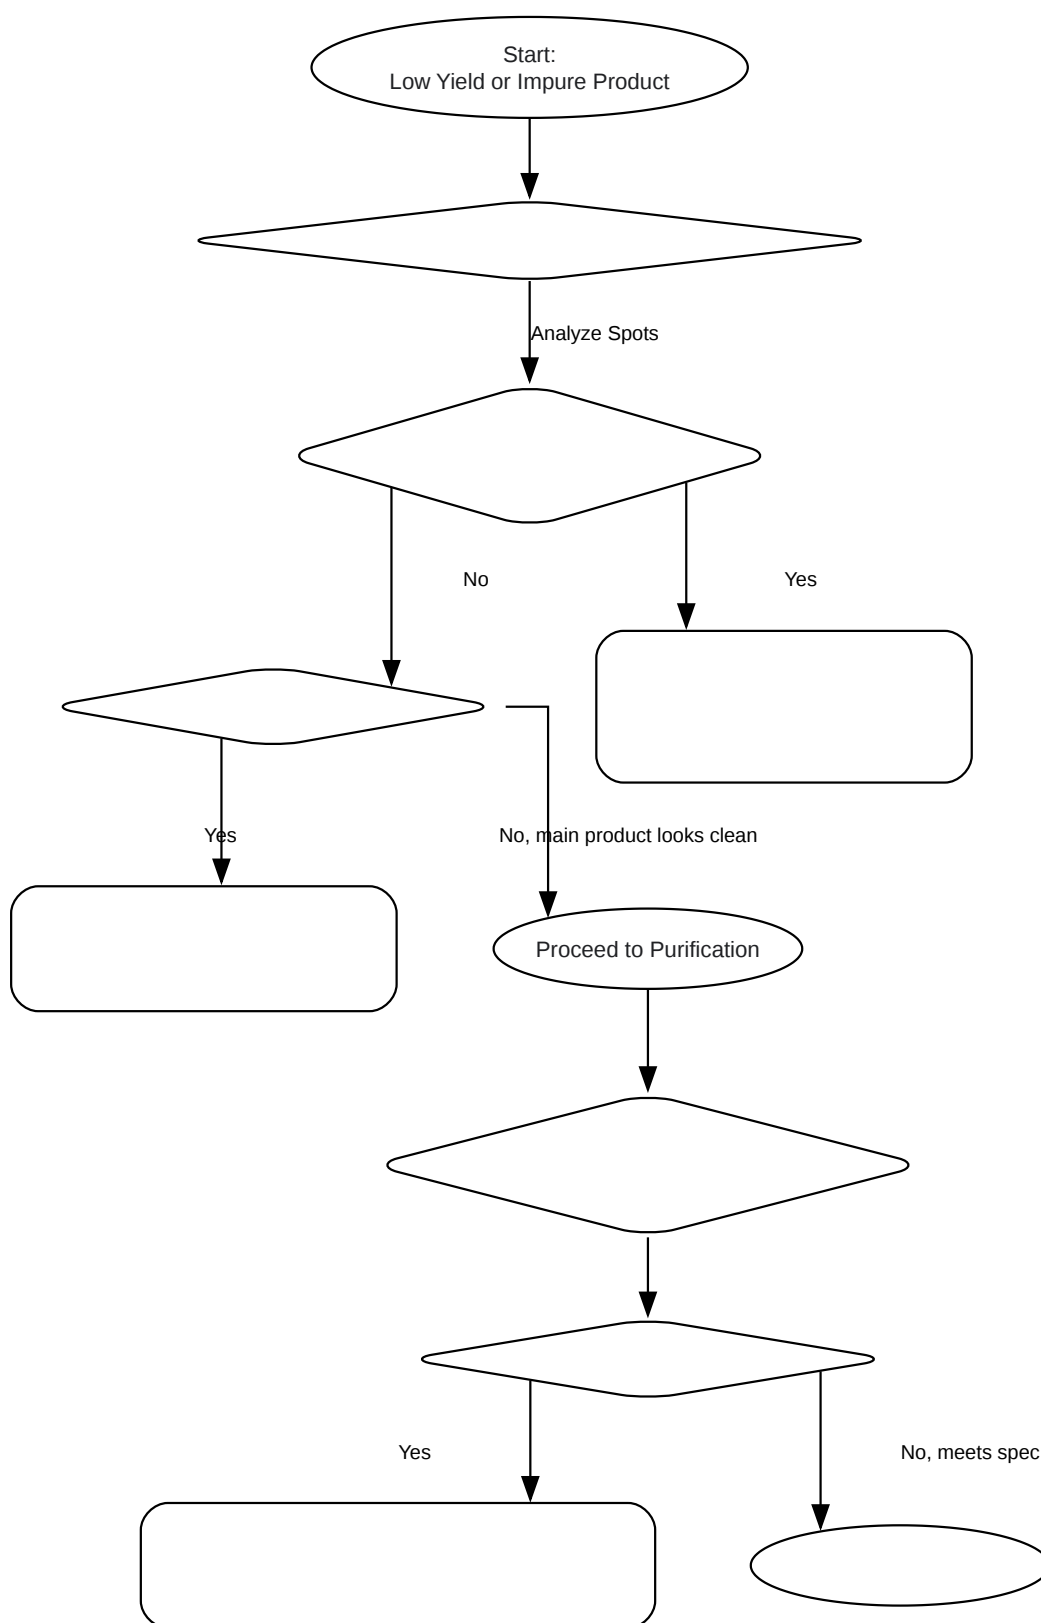 Start:
Low Yield or Impure Product
Analyze Spots
No
Yes
Yes
No, main product looks clean
Proceed to Purification
Yes
No, meets spec